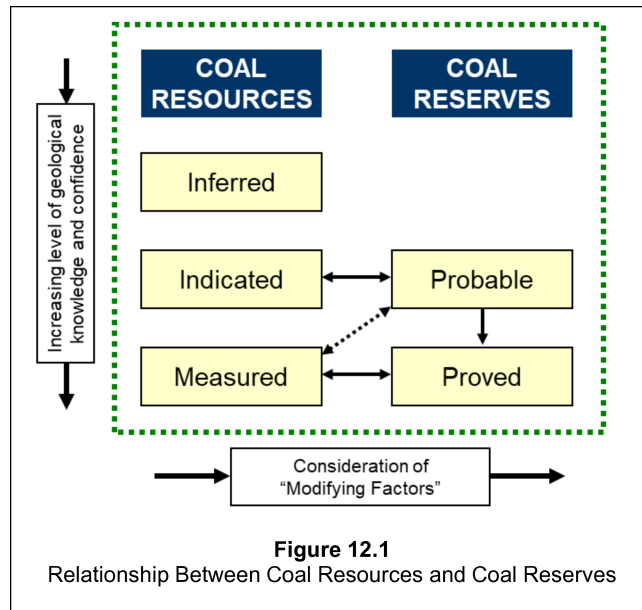 COAL
RESOURCES
COAL
RESERVES
Increasing level of geological
knowledge and confidence
Inferred
Indicated
Probable
Measured
Proved
Consideration of
“Modifying Factors”
Figure 12.1
Relationship Between Coal Resources and Coal Reserves